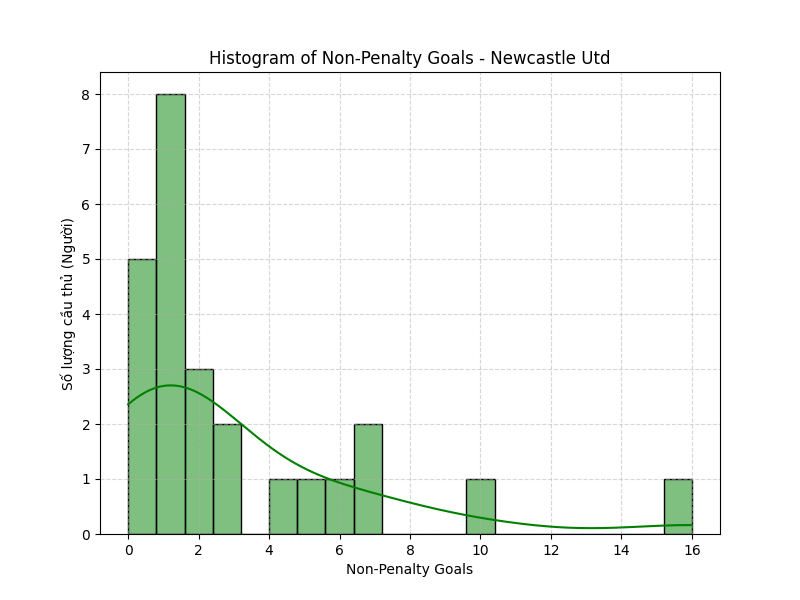 Histogram of Non-Penalty Goals - Newcastle Utd
8
7
6
5
4
3
2
1
0
Số lượng cầu thủ (Người)
0 2 4 6 8 10 12 14 16
Non-Penalty Goals